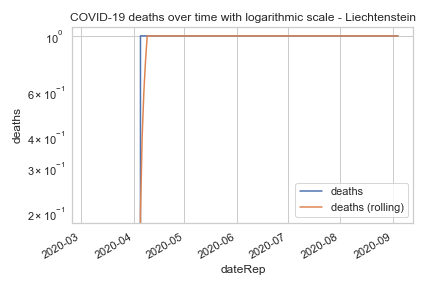 COVID-19 deaths over time with logarithmic scale - Liechtenstein
10⁰
6 × 10⁻¹
4 × 10⁻¹
3 × 10⁻¹
2 × 10⁻¹
deaths
deaths
deaths (rolling)
2020-03
2020-04
2020-05
2020-06
2020-07
2020-08
2020-09
dateRep